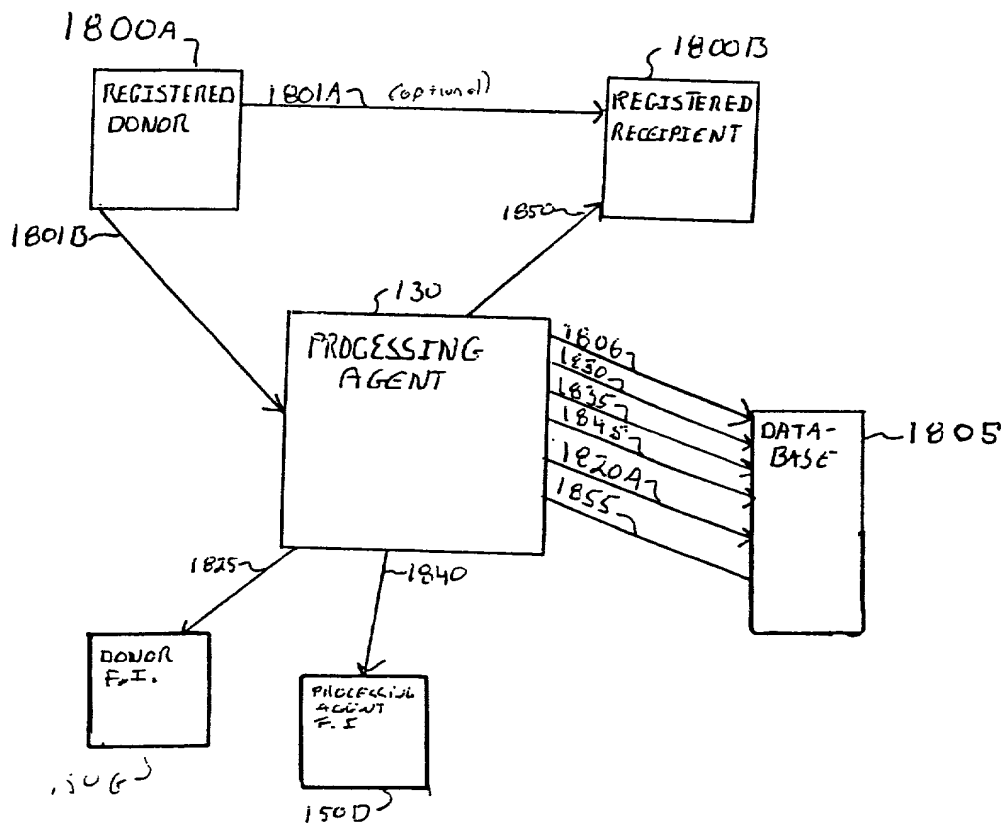 1800A
1800B
REGISTERED
DONOR
1801A (optional)
REGISTERED
RECEIPIENT
1801B
1850
130
PROCESSING
AGENT
1806
1830
1835
1845
1820A
1855
DATA-
BASE
1805
1825
1840
DONOR
F.I.
PROCESSING
AGENT
F.I
150D